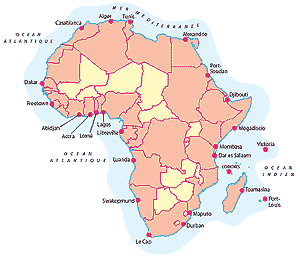 MER MEDITERRANÉE
Alger
Tunis
Casablanca
OCEAN
ATLANTIQUE
Alexandrie
Port-
Soudan
Dakar
Djibouti
Freetown
Abidjan
Accra
Lomé
Lagos
Libreville
Mogadiscio
Mombasa
Victoria
Dar es Salaam
OCEAN
ATLANTIQUE
Luanda
OCEAN
INDIEN
COMORES
Toamasina
Port-
Louis
Swakopmund
Maputo
Durban
Le Cap